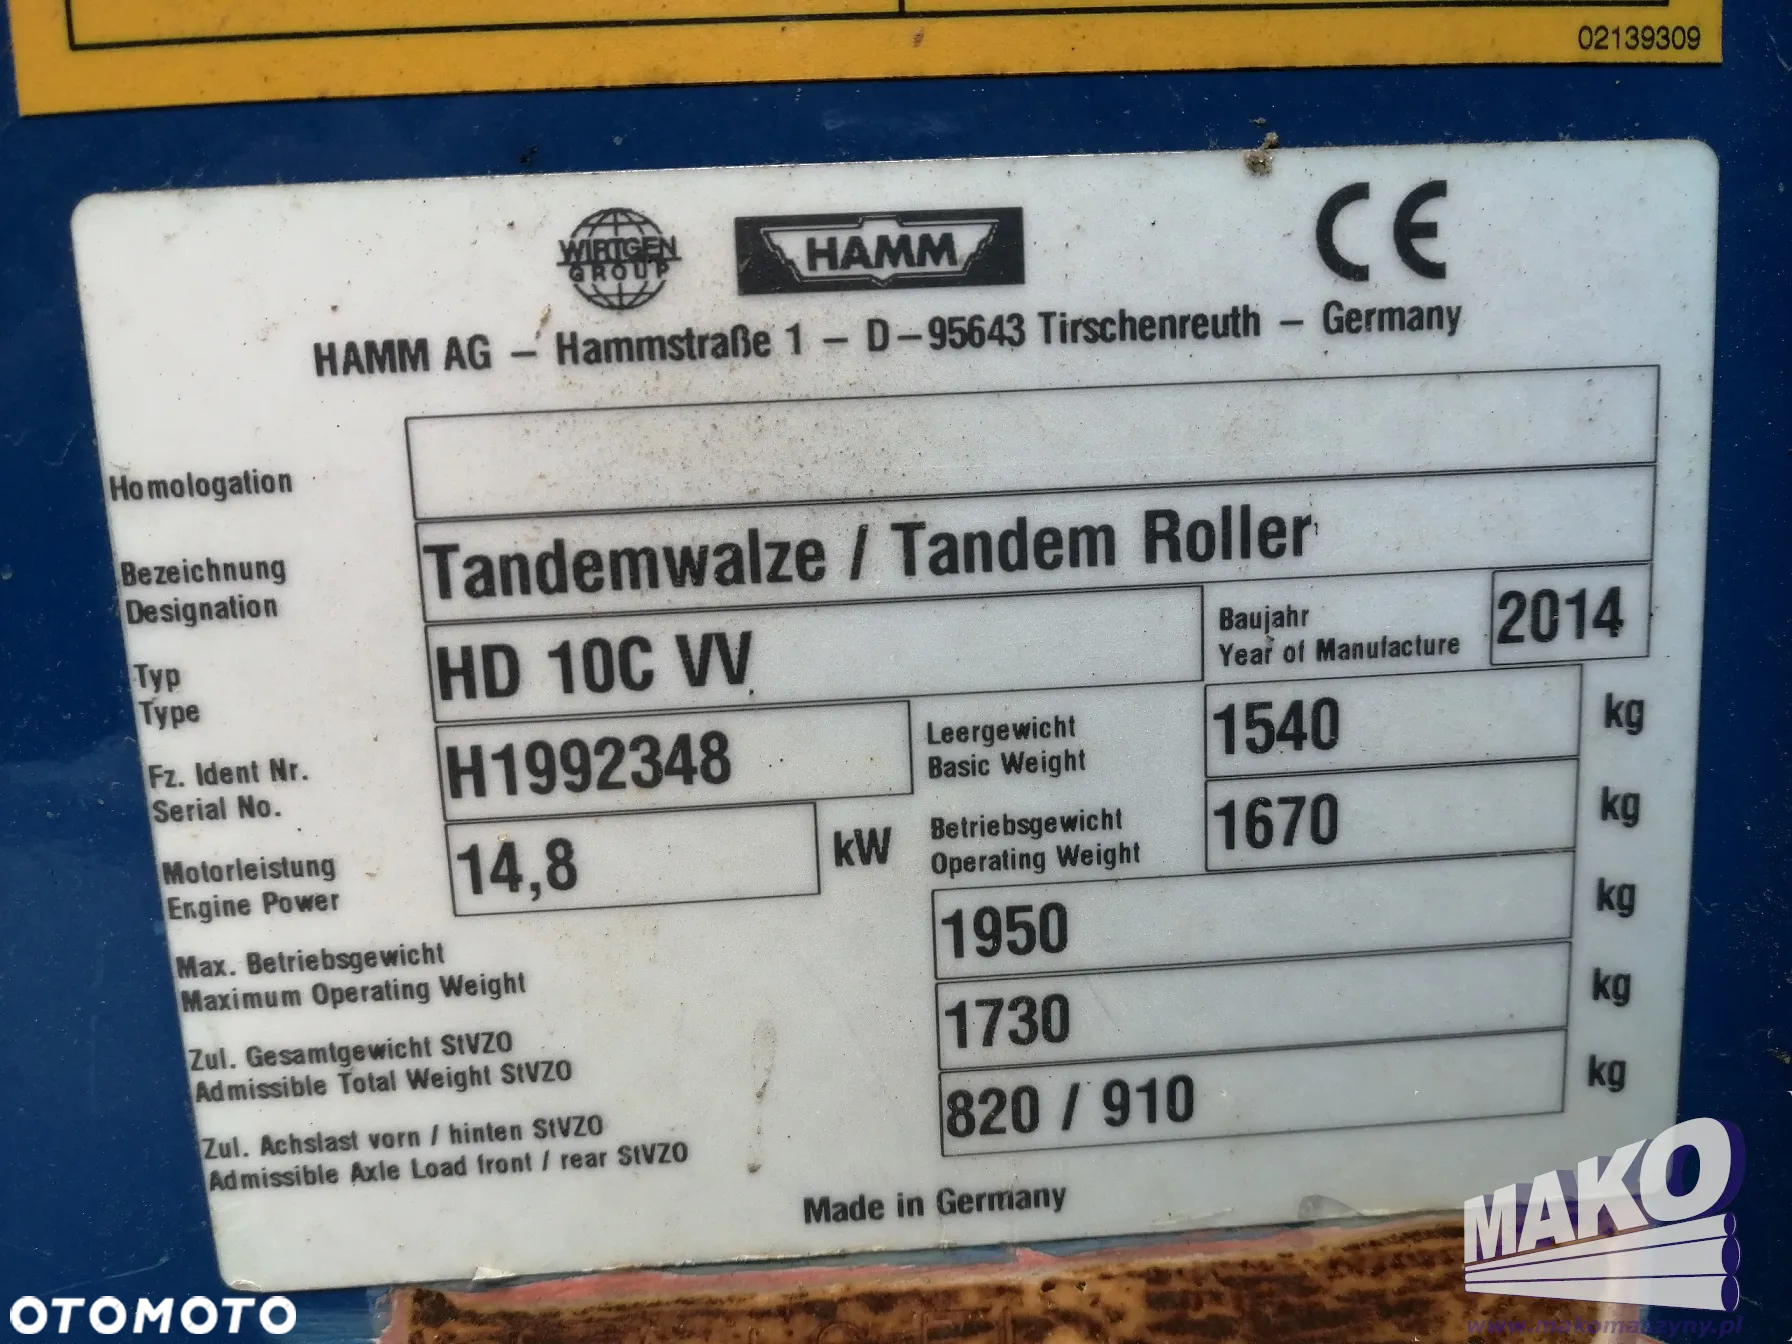 02139309
WIRTGEN
GROUP
HAMM
CE
HAMM AG – Hammstraße 1 – D–95643 Tirschenreuth – Germany
Homologation
Bezeichnung
Designation
Tandemwalze / Tandem Roller
Typ
Type
HD 10C VV
Baujahr
Year of Manufacture
2014
Fz. Ident Nr.
Serial No.
H1992348
Leergewicht
Basic Weight
1540 kg
Motorleistung
Engine Power
14,8 kW
Betriebsgewicht
Operating Weight
1670 kg
Max. Betriebsgewicht
Maximum Operating Weight
1950 kg
Zul. Gesamtgewicht StVZO
Admissible Total Weight StVZO
1730 kg
Zul. Achslast vorn / hinten StVZO
Admissible Axle Load front / rear StVZO
820 / 910 kg
Made in Germany
MAKO
www.makomaszyny.pl
OTOMOTO